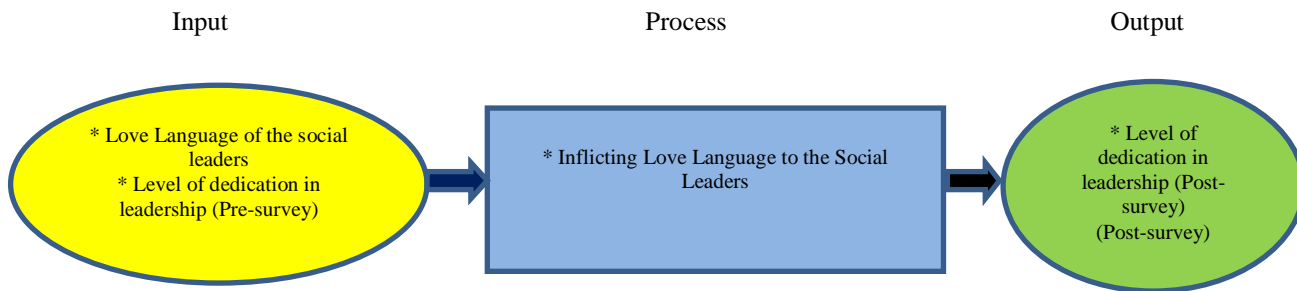 Input
Process
Output
* Love Language of the social
leaders
* Level of dedication in
leadership (Pre-survey)
* Inflicting Love Language to the Social
Leaders
* Level of
dedication in
leadership (Post-
survey)
(Post-survey)